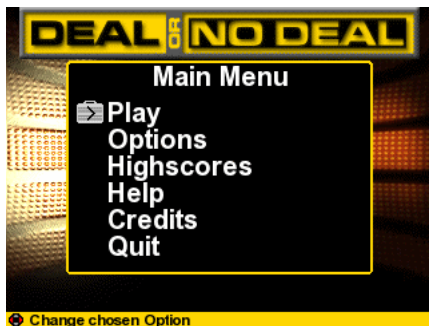 DEAL OR NO DEAL
Main Menu
Play
Options
Highscores
Help
Credits
Quit
Change chosen Option